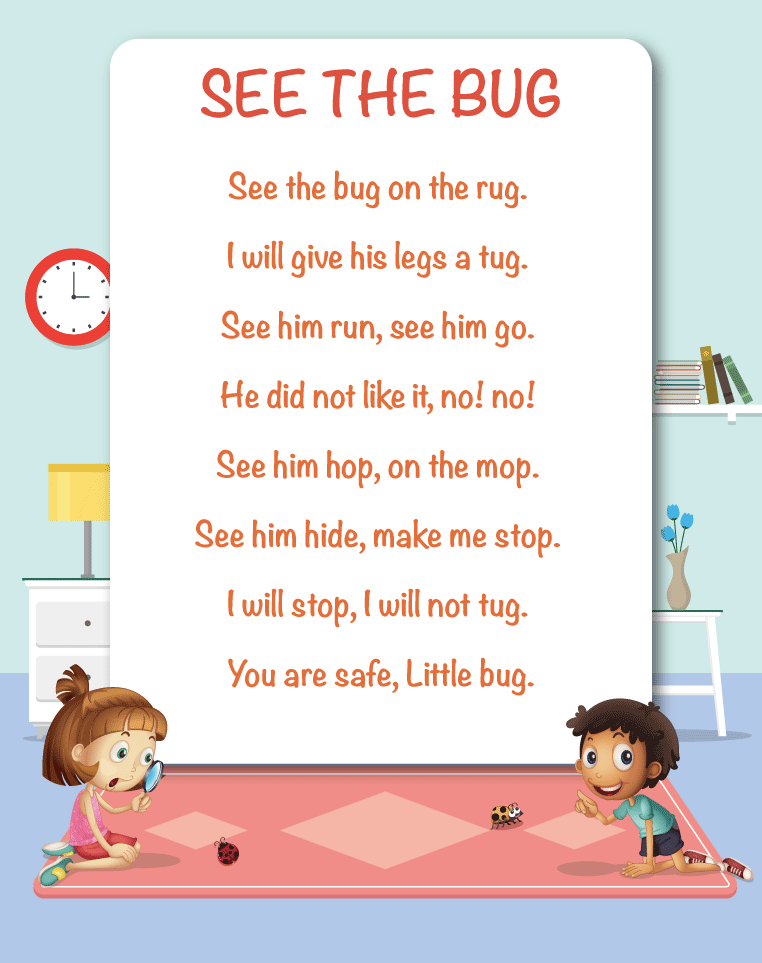 SEE THE BUG
See the bug on the rug.
I will give his legs a tug.
See him run, see him go.
He did not like it, no! no!
See him hop, on the mop.
See him hide, make me stop.
I will stop, I will not tug.
You are safe, Little bug.